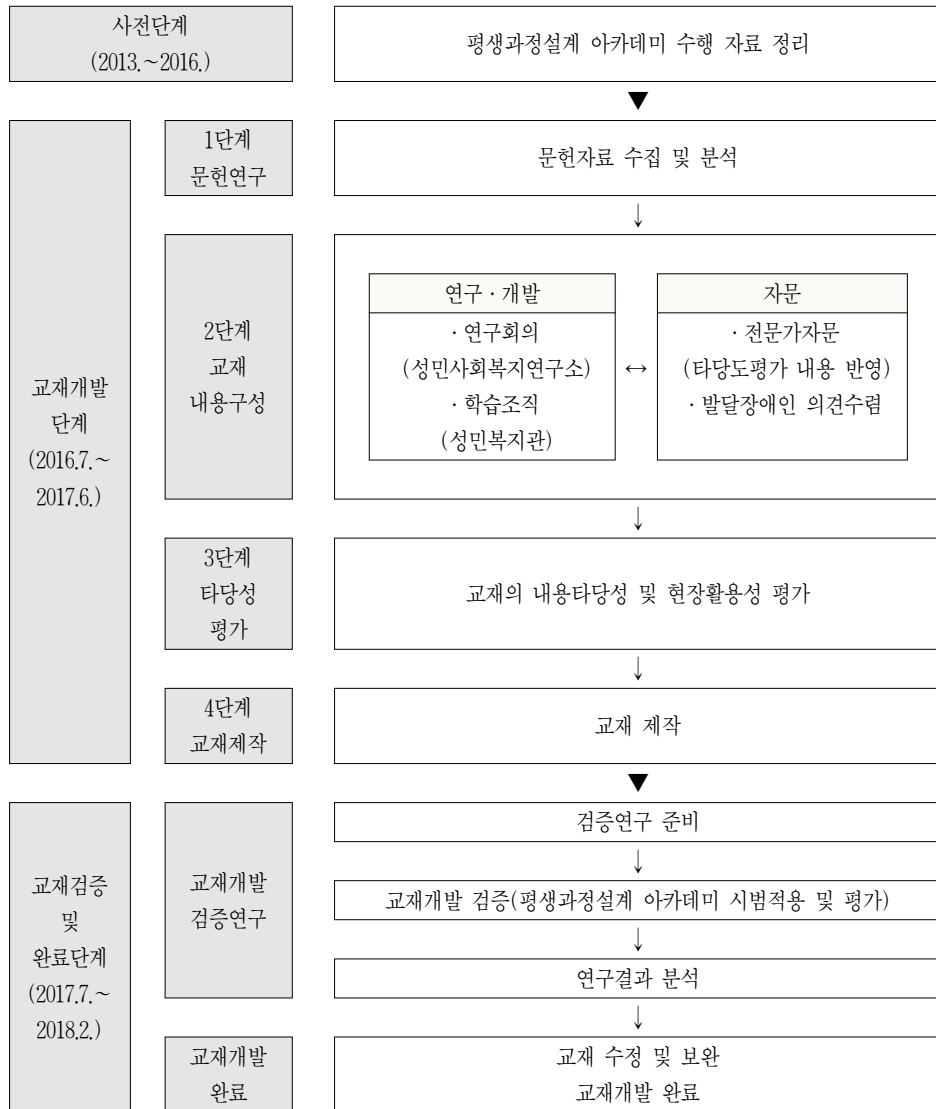 사전단계
(2013.~2016.)
평생과정설계 아카데미 수행 자료 정리
▼
교재개발
단계
(2016.7.~
2017.6.)
1단계
문헌연구
문헌자료 수집 및 분석
↓
2단계
교재
내용구성
연구·개발
·연구회의
(성민사회복지연구소)
·학습조직
(성민복지관)
↔
자문
·전문가자문
(타당도평가 내용 반영)
·발달장애인 의견수렴
↓
3단계
타당성
평가
교재의 내용타당성 및 현장활용성 평가
↓
4단계
교재제작
교재 제작
▼
교재검증
및
완료단계
(2017.7.~
2018.2.)
교재개발
검증연구
검증연구 준비
↓
교재개발 검증(평생과정설계 아카데미 시범적용 및 평가)
↓
연구결과 분석
↓
교재개발
완료
교재 수정 및 보완
교재개발 완료